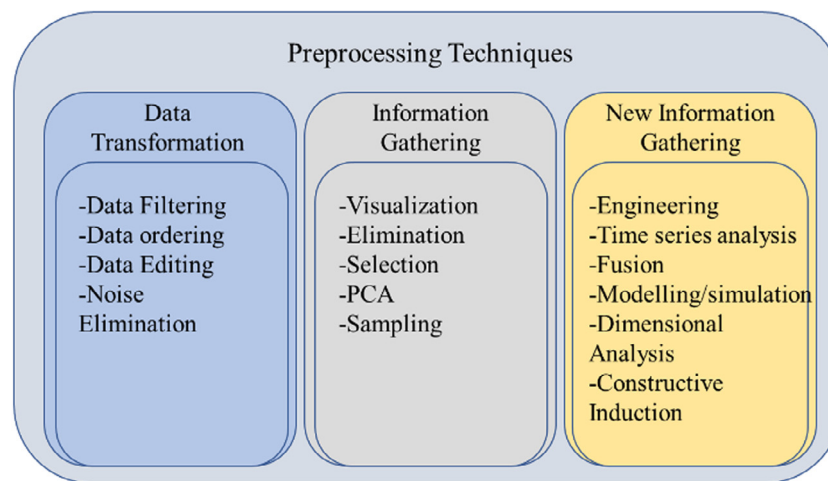 Preprocessing Techniques
Data
Transformation
-Data Filtering
-Data ordering
-Data Editing
-Noise
Elimination
Information
Gathering
-Visualization
-Elimination
-Selection
-PCA
-Sampling
New Information
Gathering
-Engineering
-Time series analysis
-Fusion
-Modelling/simulation
-Dimensional
Analysis
-Constructive
Induction